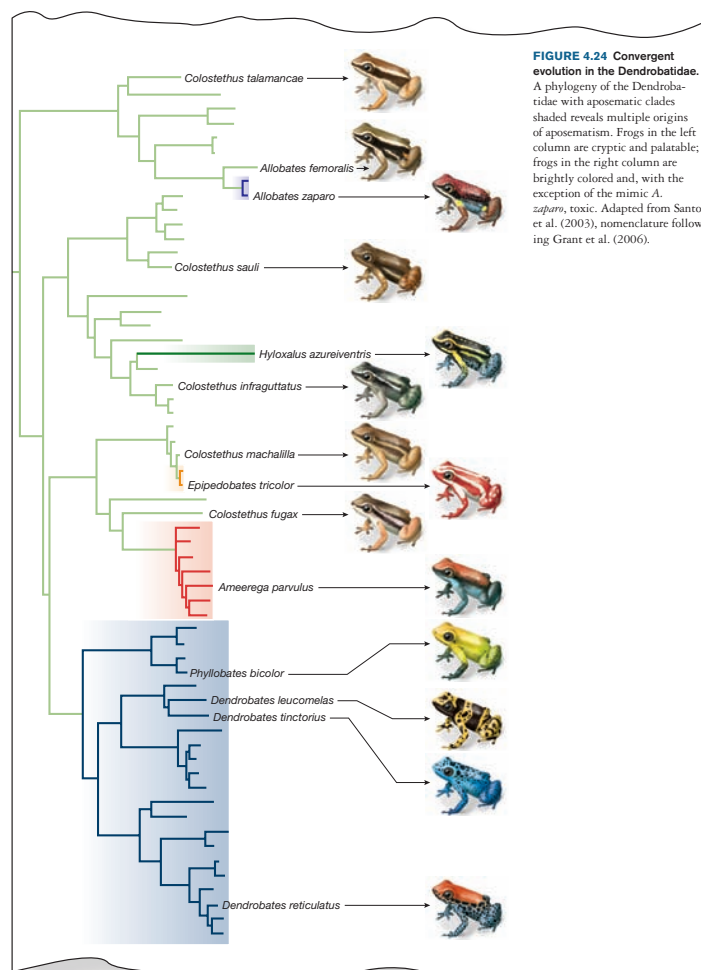 Colostethus talamancae
Allobates femoralis
Allobates zaparo
Colostethus sauli
Hyloxalus azureiventris
Colostethus infraguttatus
Colostethus machalilla
Epipedobates tricolor
Colostethus fugax
Ameerega parvulus
Phyllobates bicolor
Dendrobates leucomelas
Dendrobates tinctorius
Dendrobates reticulatus
FIGURE 4.24 Convergent
evolution in the Dendrobatidae.
A phylogeny of the Dendroba-
tidae with aposematic clades
shaded reveals multiple origins
of aposematism. Frogs in the left
column are cryptic and palatable;
frogs in the right column are
brightly colored and, with the
exception of the mimic A.
zaparo, toxic. Adapted from Santo
et al. (2003), nomenclature follow
ing Grant et al. (2006).